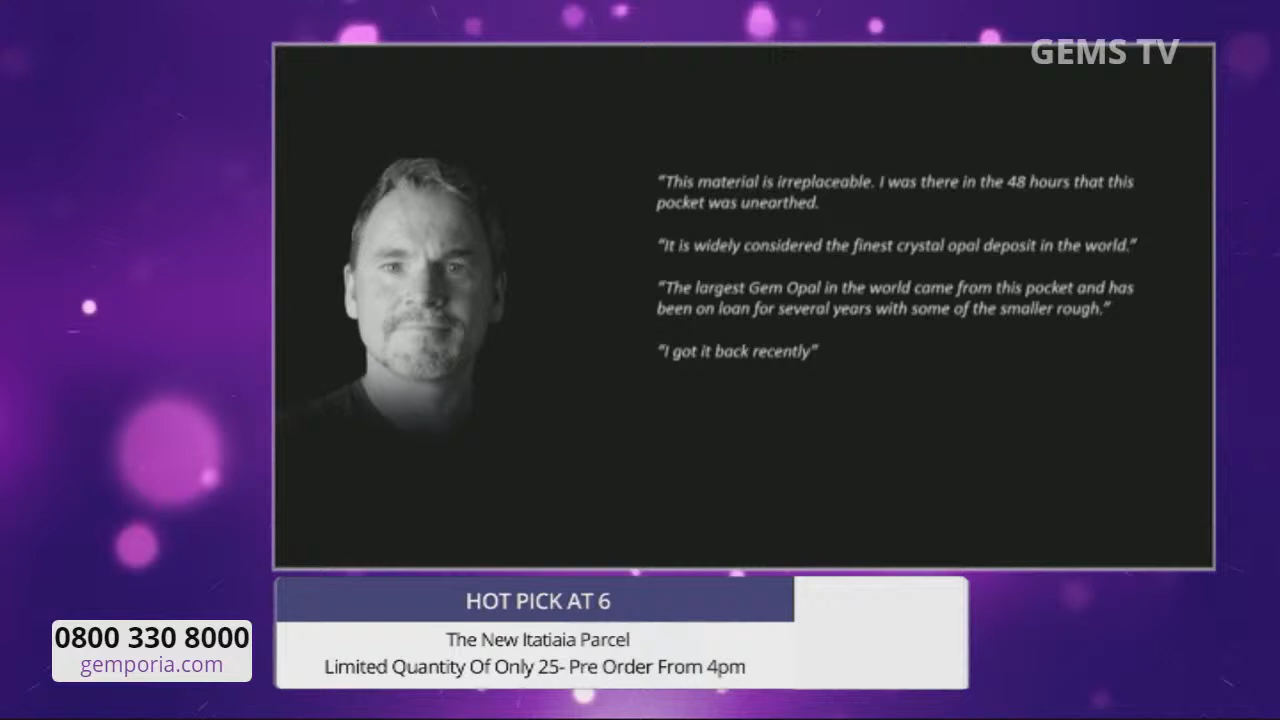 GEMS TV
“This material is irreplaceable. I was there in the 48 hours that this
pocket was unearthed.
“It is widely considered the finest crystal opal deposit in the world.”
“The largest Gem Opal in the world came from this pocket and has
been on loan for several years with some of the smaller rough.”
“I got it back recently”
HOT PICK AT 6
The New Itatiaia Parcel
Limited Quantity Of Only 25- Pre Order From 4pm
0800 330 8000
gemporia.com